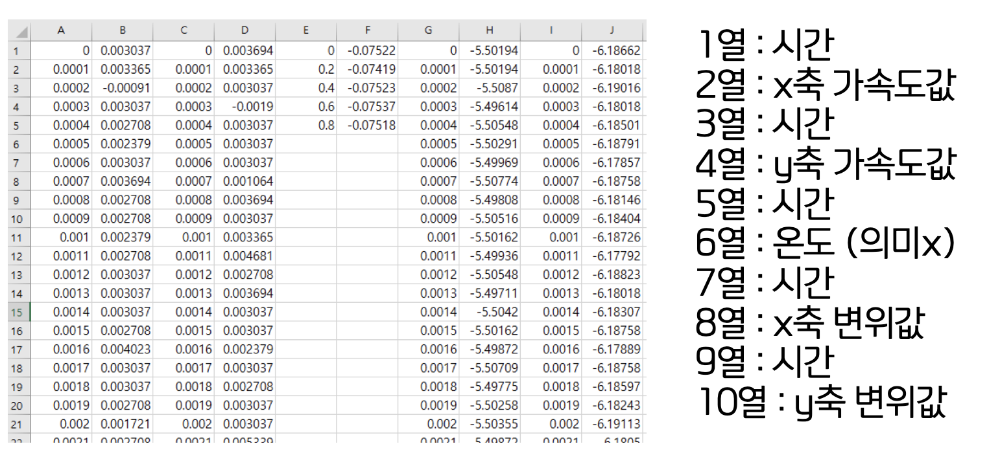 A B C D E F G H I J
1 0 0.003037 0 0.003694 0 -0.07522 0 -5.50194 0 -6.18662
2 0.0001 0.003365 0.0001 0.003365 0.2 -0.07419 0.0001 -5.50194 0.0001 -6.18018
3 0.0002 -0.00091 0.0002 0.003037 0.4 -0.07523 0.0002 -5.5087 0.0002 -6.19016
4 0.0003 0.003037 0.0003 -0.0019 0.6 -0.07537 0.0003 -5.49614 0.0003 -6.18018
5 0.0004 0.002708 0.0004 0.003037 0.8 -0.07518 0.0004 -5.50548 0.0004 -6.18501
6 0.0005 0.002379 0.0005 0.003037 0.0005 -5.50291 0.0005 -6.18791
7 0.0006 0.003037 0.0006 0.003037 0.0006 -5.49969 0.0006 -6.17857
8 0.0007 0.003694 0.0007 0.001064 0.0007 -5.50774 0.0007 -6.18758
9 0.0008 0.002708 0.0008 0.003694 0.0008 -5.49808 0.0008 -6.18146
10 0.0009 0.002708 0.0009 0.003037 0.0009 -5.50516 0.0009 -6.18404
11 0.001 0.002379 0.001 0.003365 0.001 -5.50162 0.001 -6.18726
12 0.0011 0.002708 0.0011 0.004681 0.0011 -5.49936 0.0011 -6.17792
13 0.0012 0.003037 0.0012 0.002708 0.0012 -5.50548 0.0012 -6.18823
14 0.0013 0.003037 0.0013 0.003694 0.0013 -5.49711 0.0013 -6.18018
15 0.0014 0.003037 0.0014 0.003037 0.0014 -5.5042 0.0014 -6.18307
16 0.0015 0.002708 0.0015 0.003037 0.0015 -5.50162 0.0015 -6.18758
17 0.0016 0.004023 0.0016 0.002379 0.0016 -5.49872 0.0016 -6.17889
18 0.0017 0.003037 0.0017 0.003037 0.0017 -5.50709 0.0017 -6.18758
19 0.0018 0.003037 0.0018 0.002708 0.0018 -5.49775 0.0018 -6.18597
20 0.0019 0.002708 0.0019 0.003037 0.0019 -5.50258 0.0019 -6.18243
21 0.002 0.001721 0.002 0.003037 0.002 -5.50355 0.002 -6.19113
22 0.0021 0.002708 0.0021 0.005339 0.0021 -5.49872 0.0021 -6.1805
1열 : 시간
2열 : x축 가속도값
3열 : 시간
4열 : y축 가속도값
5열 : 시간
6열 : 온도 (의미x)
7열 : 시간
8열 : x축 변위값
9열 : 시간
10열 : y축 변위값